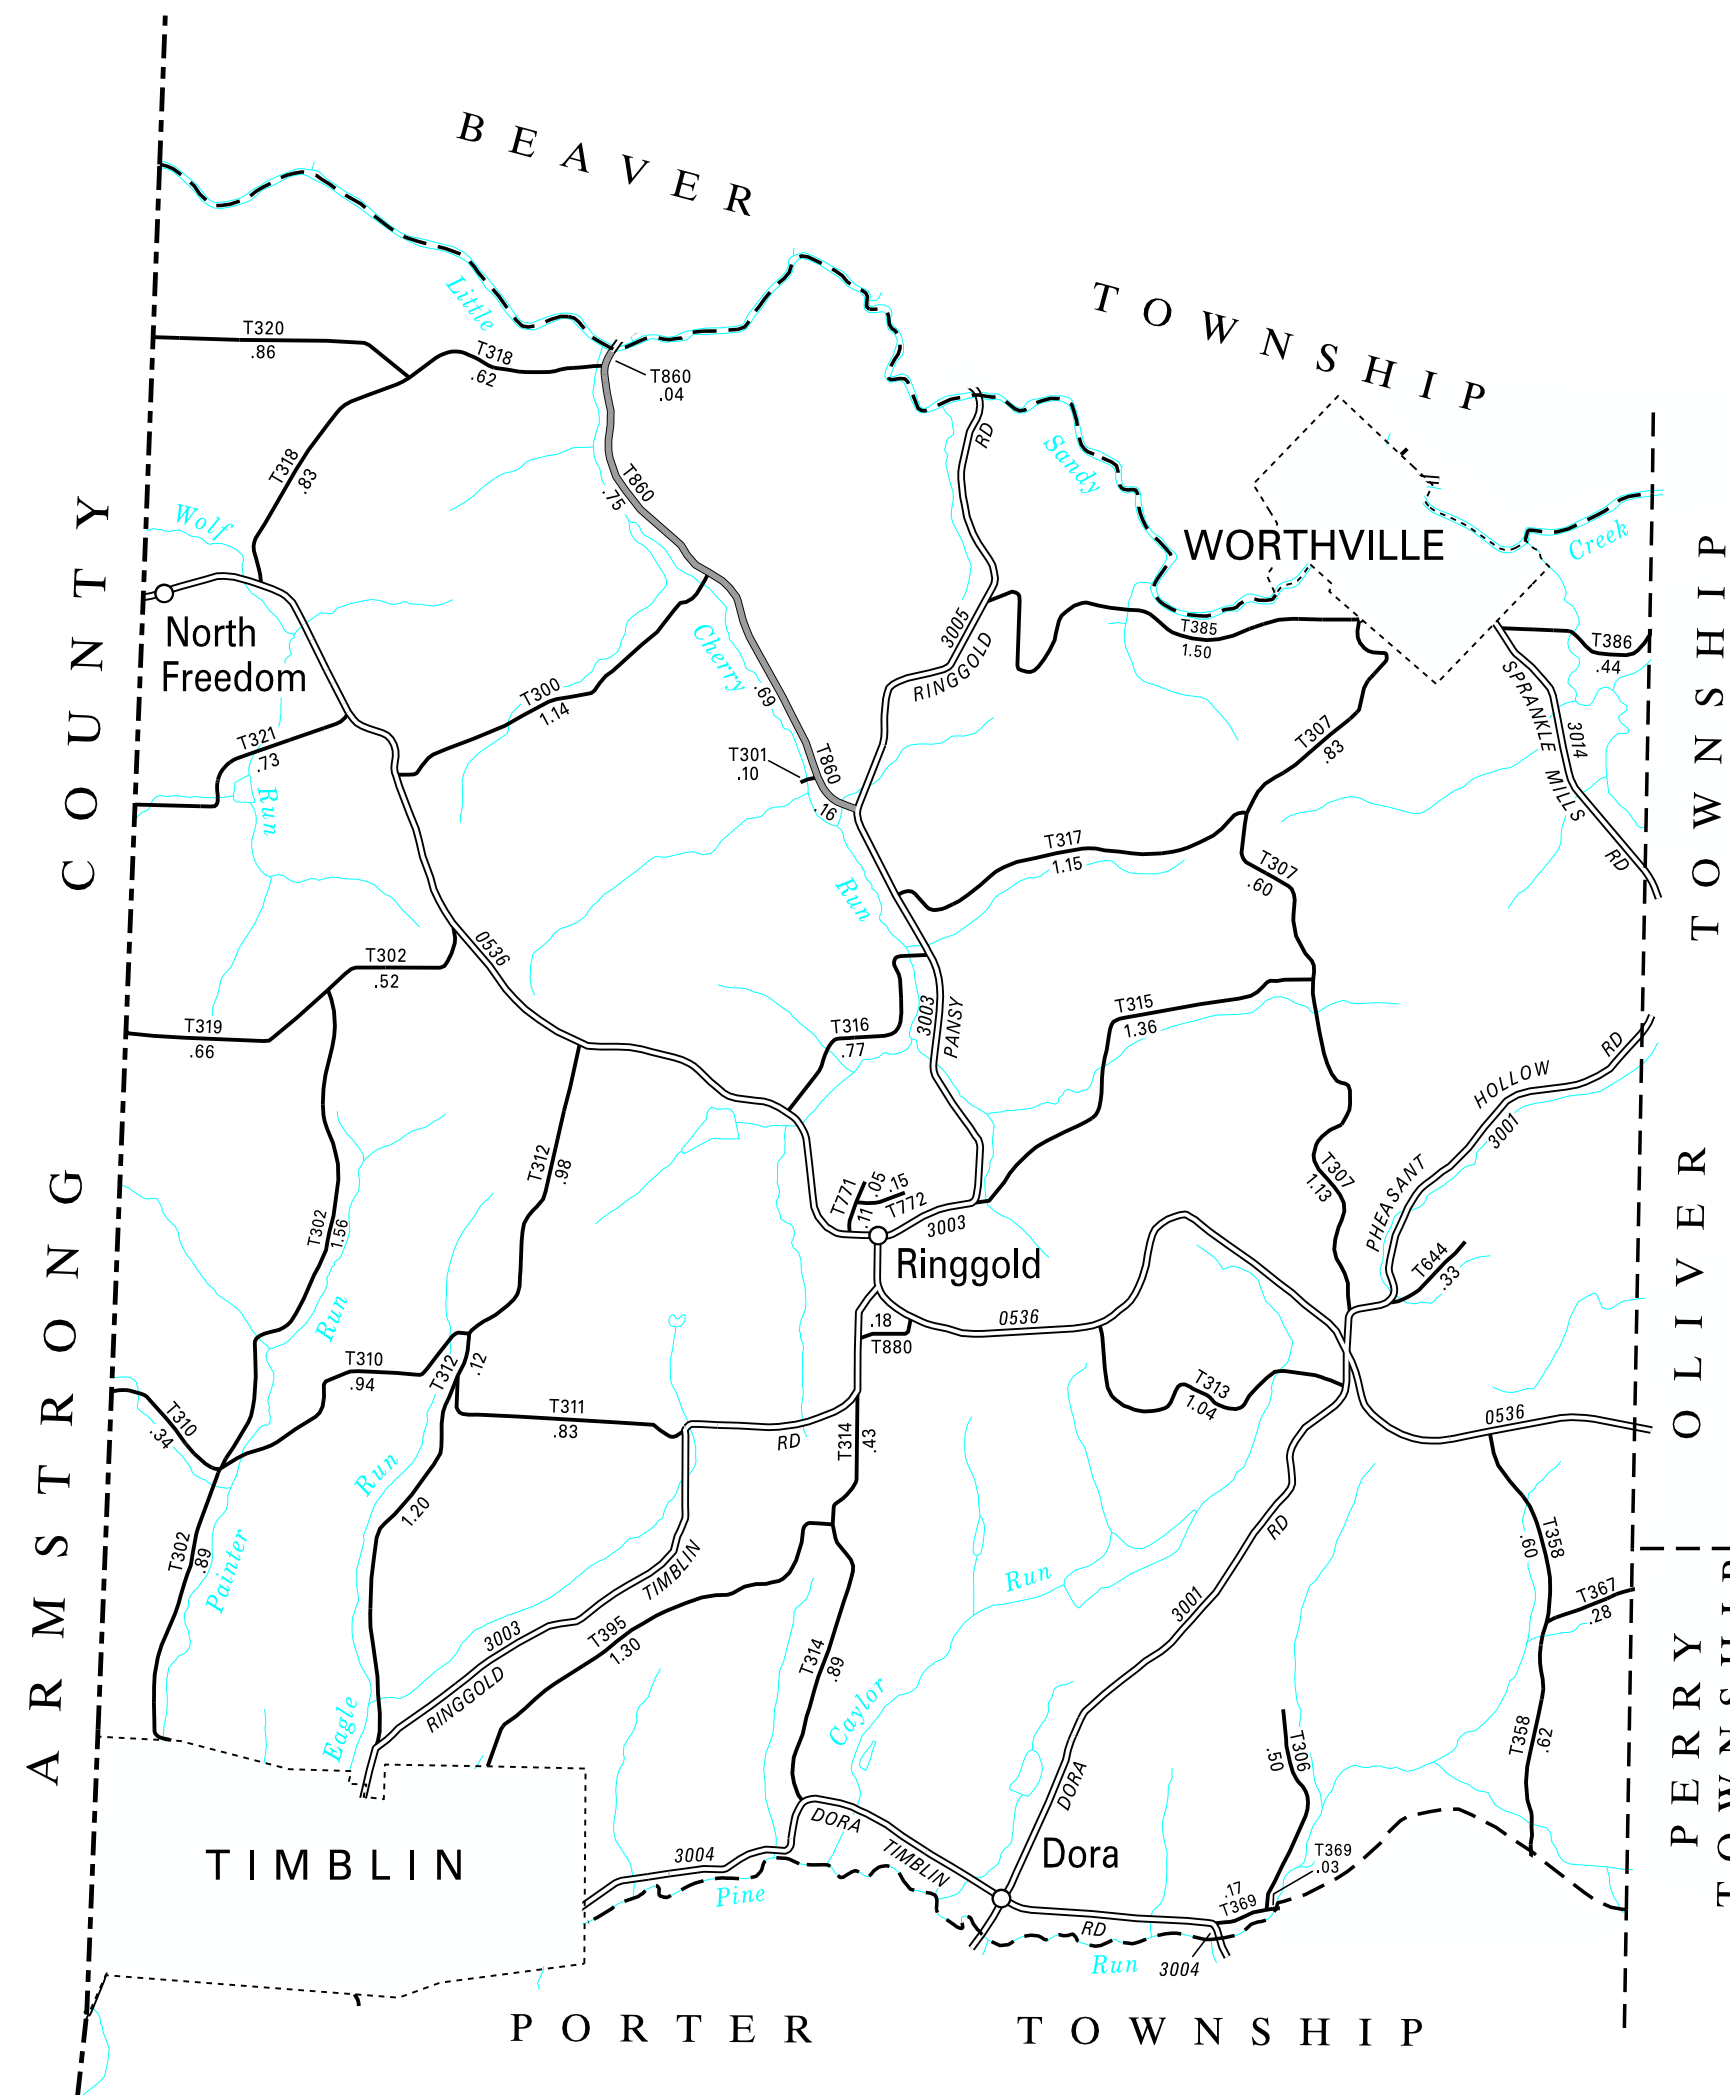 BEAVER
TOWNSHIP
Little
T320
.86
T318
.62
T860
.04
RD
Sandy
T318
.83
T860
.75
Wolf
WORTHVILLE
Creek
COUNTY
TOWNSHIP
North
Freedom
3005
RINGGOLD
T385
1.50
T386
.44
Cherry
T300
1.14
.69
SPRANKLE MILLS
3014
RD
T321
.73
Run
T301
.10
T860
.16
T307
.83
T317
1.15
T307
.60
Run
0536
T302
.52
T319
.66
T316
.77
3003
PANSY
T315
1.36
RD
HOLLOW
3001
PHEASANT
T312
.98
T771
.11
.05
.15
T772
3003
T307
1.13
T302
1.56
Ringgold
T644
.33
ARMSTRONG
OLIVER
Run
.18
T880
0536
T310
.94
T312
.12
T313
1.04
T310
.34
T311
.83
RD
T314
.43
0536
Run
1.20
RD
T302
.89
Painter
TIMBLIN
T358
.60
Run
3001
T367
.28
3003
RINGGOLD
T395
1.30
T314
.89
Caylor
PERRY
TOWNSHIP
Eagle
T306
.50
T358
.62
DORA
DORA
TIMBLIN
TIMBLIN
3004
Dora
T369
.03
Pine
.17
T369
RD
Run
3004
PORTER
TOWNSHIP